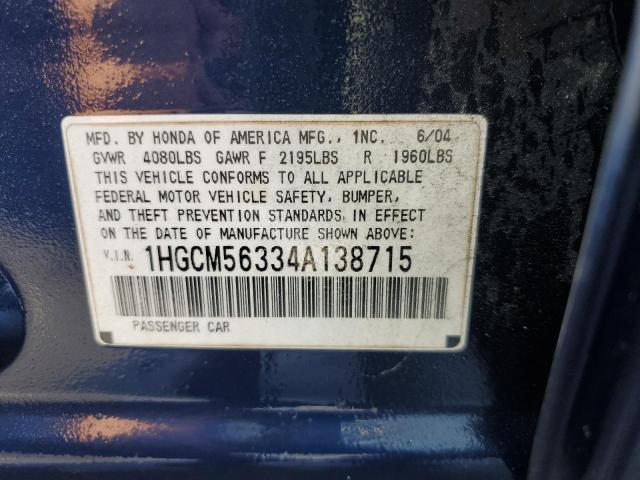 MFD. BY HONDA OF AMERICA MFG., 1NC. 6/04
GVWR 4080LBS GAWR F 2195LBS R 1960LBS
THIS VEHICLE CONFORMS TO ALL APPLICABLE
FEDERAL MOTOR VEHICLE SAFETY, BUMPER,
AND THEFT PREVENTION STANDARDS IN EFFECT
ON THE DATE OF MANUFACTURE SHOWN ABOVE:
V.I.N. 1HGCM56334A138715
PASSENGER CAR